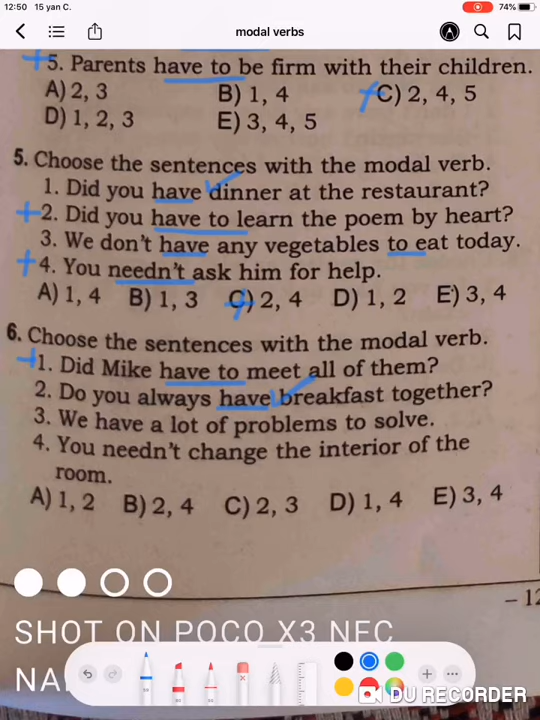 12:50 15 yan C.
74%
modal verbs
5. Parents have to be firm with their children.
A) 2, 3 B) 1, 4 C) 2, 4, 5
D) 1, 2, 3 E) 3, 4, 5
5. Choose the sentences with the modal verb.
1. Did you have dinner at the restaurant?
2. Did you have to learn the poem by heart?
3. We don't have any vegetables to eat today.
4. You needn't ask him for help.
A) 1, 4 B) 1, 3 C) 2, 4 D) 1, 2 E) 3, 4
6. Choose the sentences with the modal verb.
1. Did Mike have to meet all of them?
2. Do you always have breakfast together?
3. We have a lot of problems to solve.
4. You needn't change the interior of the
room.
A) 1, 2 B) 2, 4 C) 2, 3 D) 1, 4 E) 3, 4
– 12
SHOT ON POCO X3 NFC
DU RECORDER